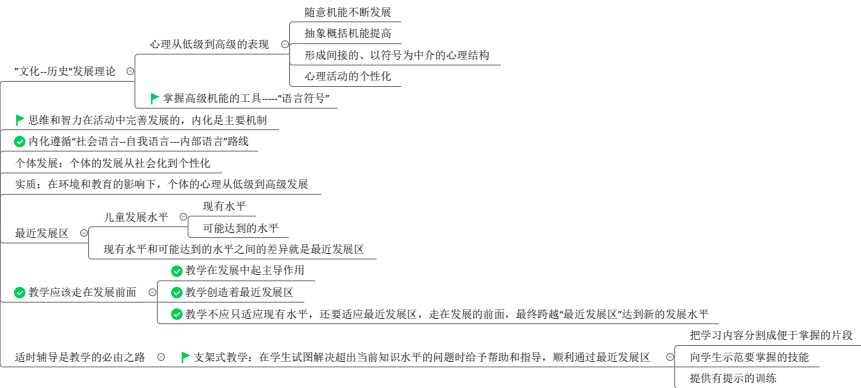 随意机能不断发展
心理从低级到高级的表现
抽象概括机能提高
形成间接的、以符号为中介的心理结构
心理活动的个性化
"文化--历史"发展理论
掌握高级机能的工具-----"语言符号"
思维和智力在活动中完善发展的，内化是主要机制
内化遵循"社会语言--自我语言---内部语言"路线
个体发展：个体的发展从社会化到个性化
实质：在环境和教育的影响下，个体的心理从低级到高级发展
最近发展区
儿童发展水平
现有水平
可能达到的水平
现有水平和可能达到的水平之间的差异就是最近发展区
教学应该走在发展前面
教学在发展中起主导作用
教学创造着最近发展区
教学不应只适应现有水平，还要适应最近发展区，走在发展的前面，最终跨越"最近发展区"达到新的发展水平
适时辅导是教学的必由之路
支架式教学：在学生试图解决超出当前知识水平的问题时给予帮助和指导，顺利通过最近发展区
把学习内容分割成便于掌握的片段
向学生示范要掌握的技能
提供有提示的训练